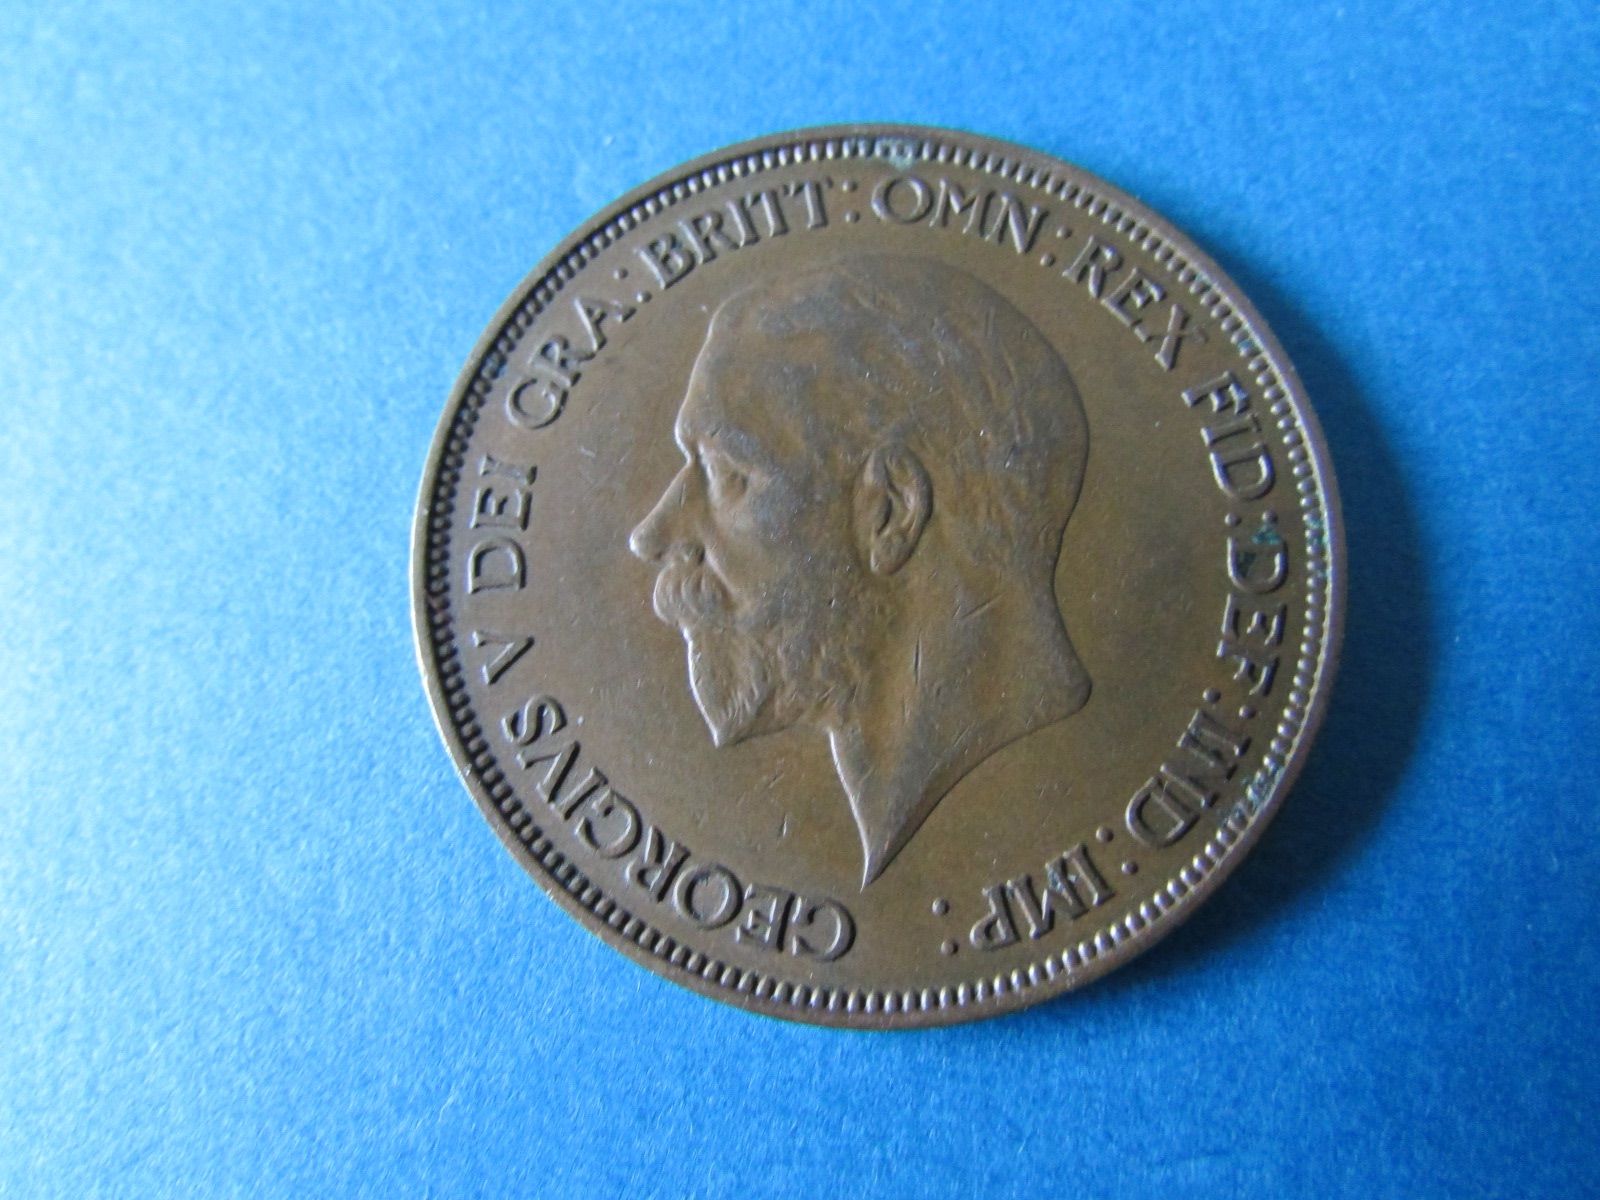 GEORGIVS V DEI GRA: BRITT: OMN: REX FID: DEF: IND: IMP: